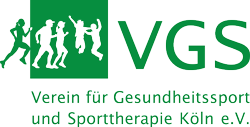 VGS
Verein für Gesundheitssport
und Sporttherapie Köln e.V.